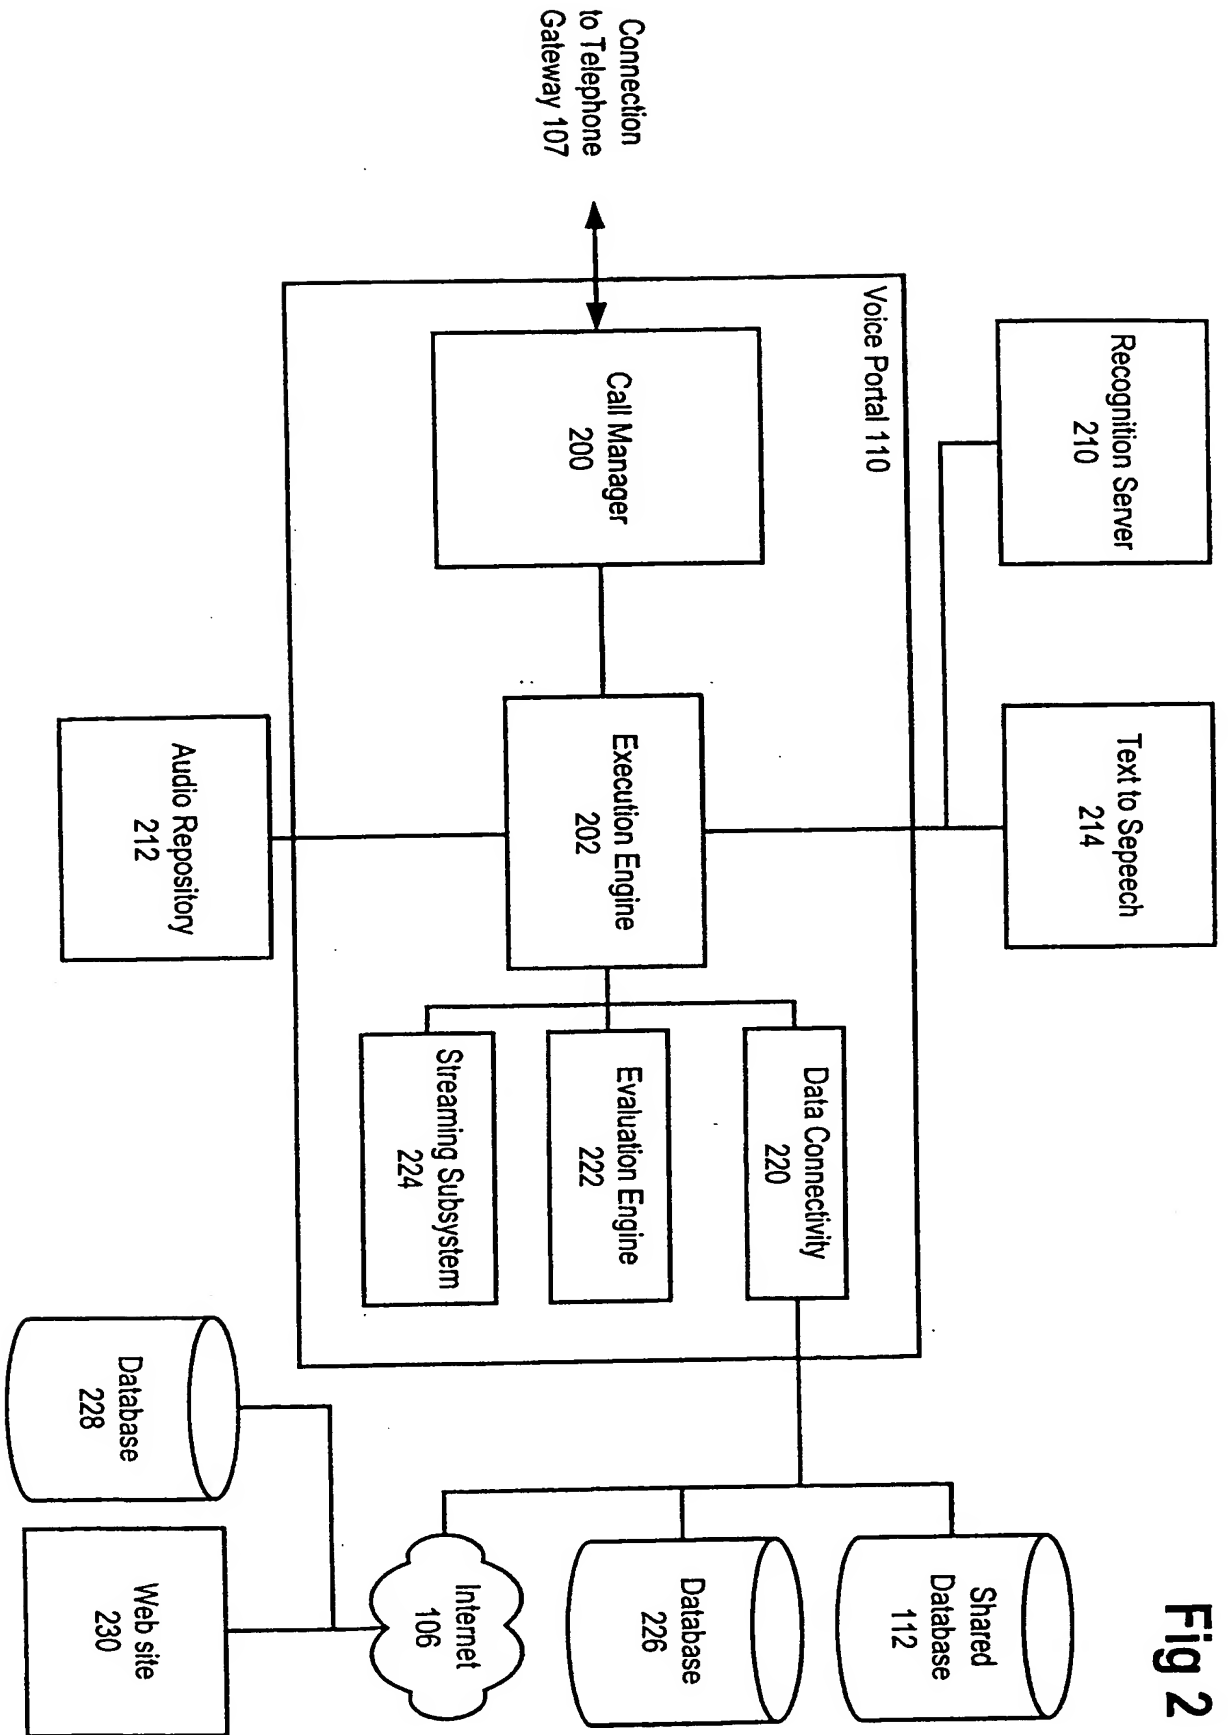 Fig 2
Recognition Server
210
Text to Sepeech
214
Voice Portal 110
Connection
to Telephone
Gateway 107
Call Manager
200
Execution Engine
202
Data Connectivity
220
Evaluation Engine
222
Streaming Subsystem
224
Shared
Database
112
Database
226
Internet
106
Audio Repository
212
Database
228
Web site
230